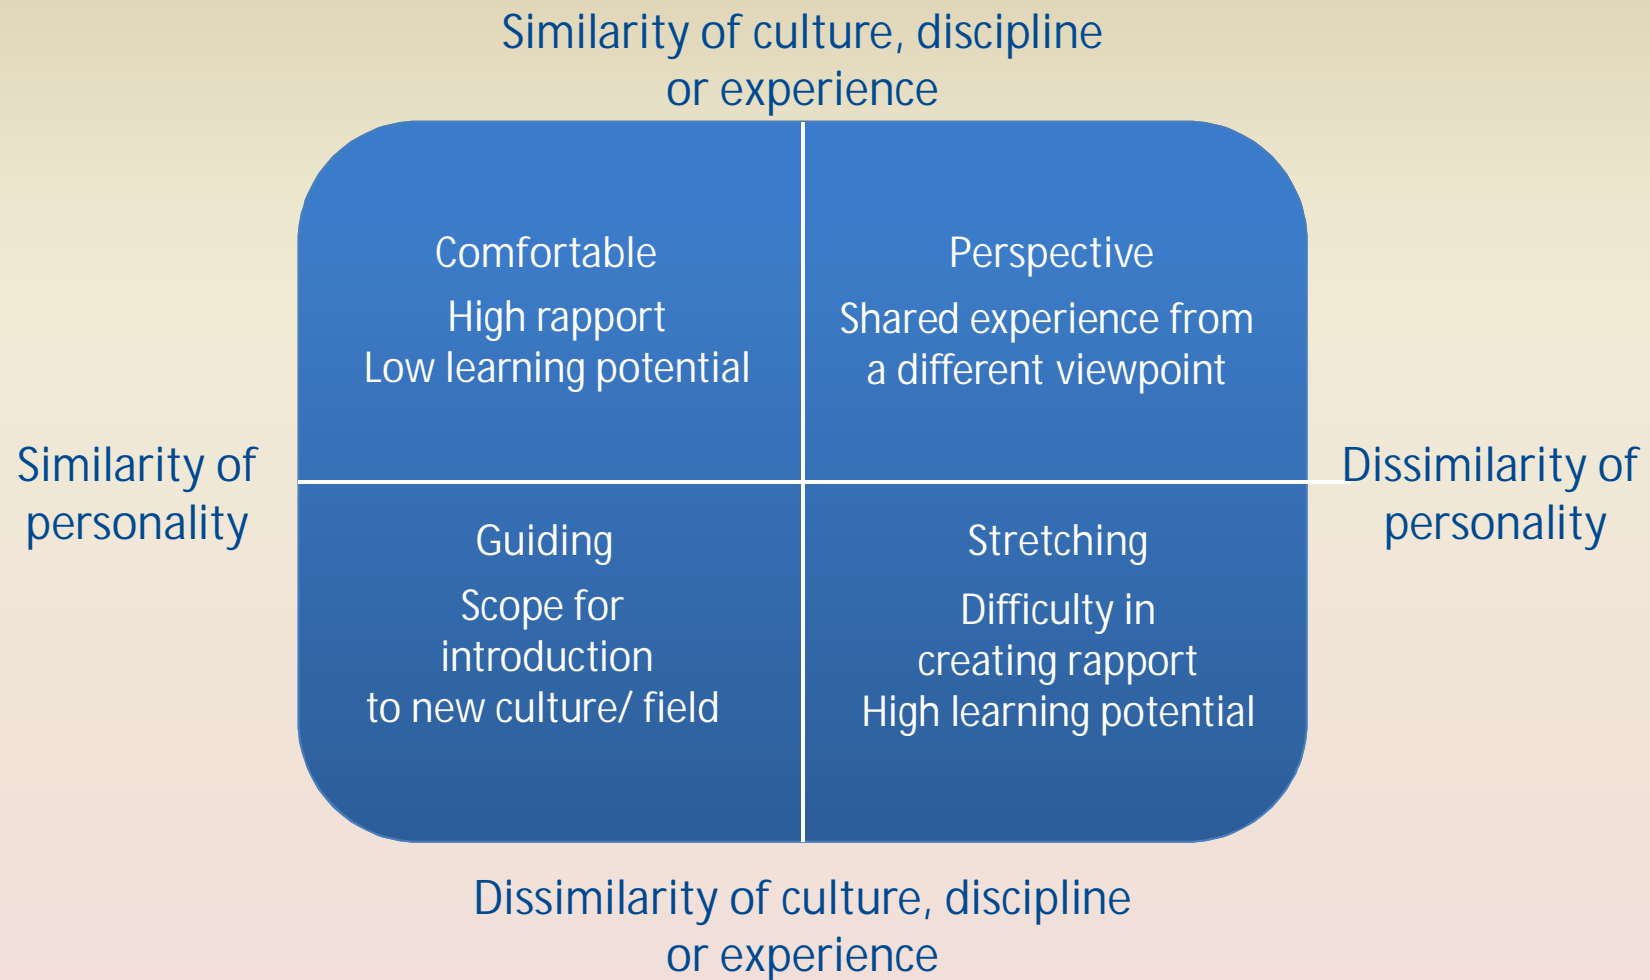 Similarity of culture, discipline
or experience
Comfortable
High rapport
Low learning potential
Perspective
Shared experience from
a different viewpoint
Similarity of
personality
Dissimilarity of
personality
Guiding
Scope for
introduction
to new culture/ field
Stretching
Difficulty in
creating rapport
High learning potential
Dissimilarity of culture, discipline
or experience